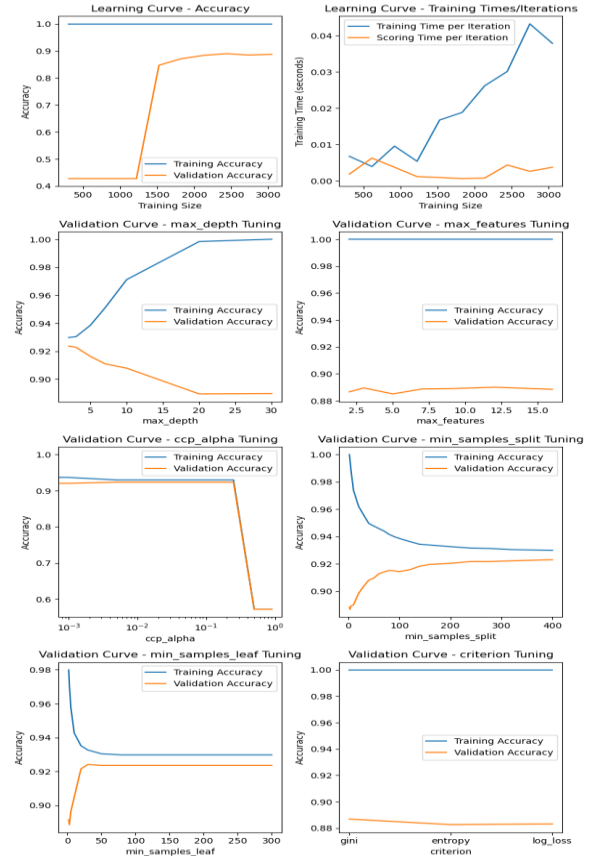 Learning Curve - Accuracy
Accuracy
1.0
0.9
0.8
0.7
0.6
0.5
0.4
Training Accuracy
Validation Accuracy
500 1000 1500 2000 2500 3000
Training Size
Learning Curve - Training Times/Iterations
Training Time (seconds)
0.04
0.03
0.02
0.01
0.00
Training Time per Iteration
Scoring Time per Iteration
500 1000 1500 2000 2500 3000
Training Size
Validation Curve - max_depth Tuning
Accuracy
1.00
0.98
0.96
0.94
0.92
0.90
Training Accuracy
Validation Accuracy
5 10 15 20 25 30
max_depth
Validation Curve - max_features Tuning
Accuracy
1.00
0.98
0.96
0.94
0.92
0.90
0.88
Training Accuracy
Validation Accuracy
2.5 5.0 7.5 10.0 12.5 15.0
max_features
Validation Curve - ccp_alpha Tuning
Accuracy
1.0
0.9
0.8
0.7
0.6
Training Accuracy
Validation Accuracy
10⁻³ 10⁻² 10⁻¹ 10⁰
ccp_alpha
Validation Curve - min_samples_split Tuning
Accuracy
1.00
0.98
0.96
0.94
0.92
0.90
Training Accuracy
Validation Accuracy
0 100 200 300 400
min_samples_split
Validation Curve - min_samples_leaf Tuning
Accuracy
0.98
0.96
0.94
0.92
0.90
Training Accuracy
Validation Accuracy
0 50 100 150 200 250 300
min_samples_leaf
Validation Curve - criterion Tuning
Accuracy
1.00
0.98
0.96
0.94
0.92
0.90
0.88
Training Accuracy
Validation Accuracy
gini entropy log_loss
criterion